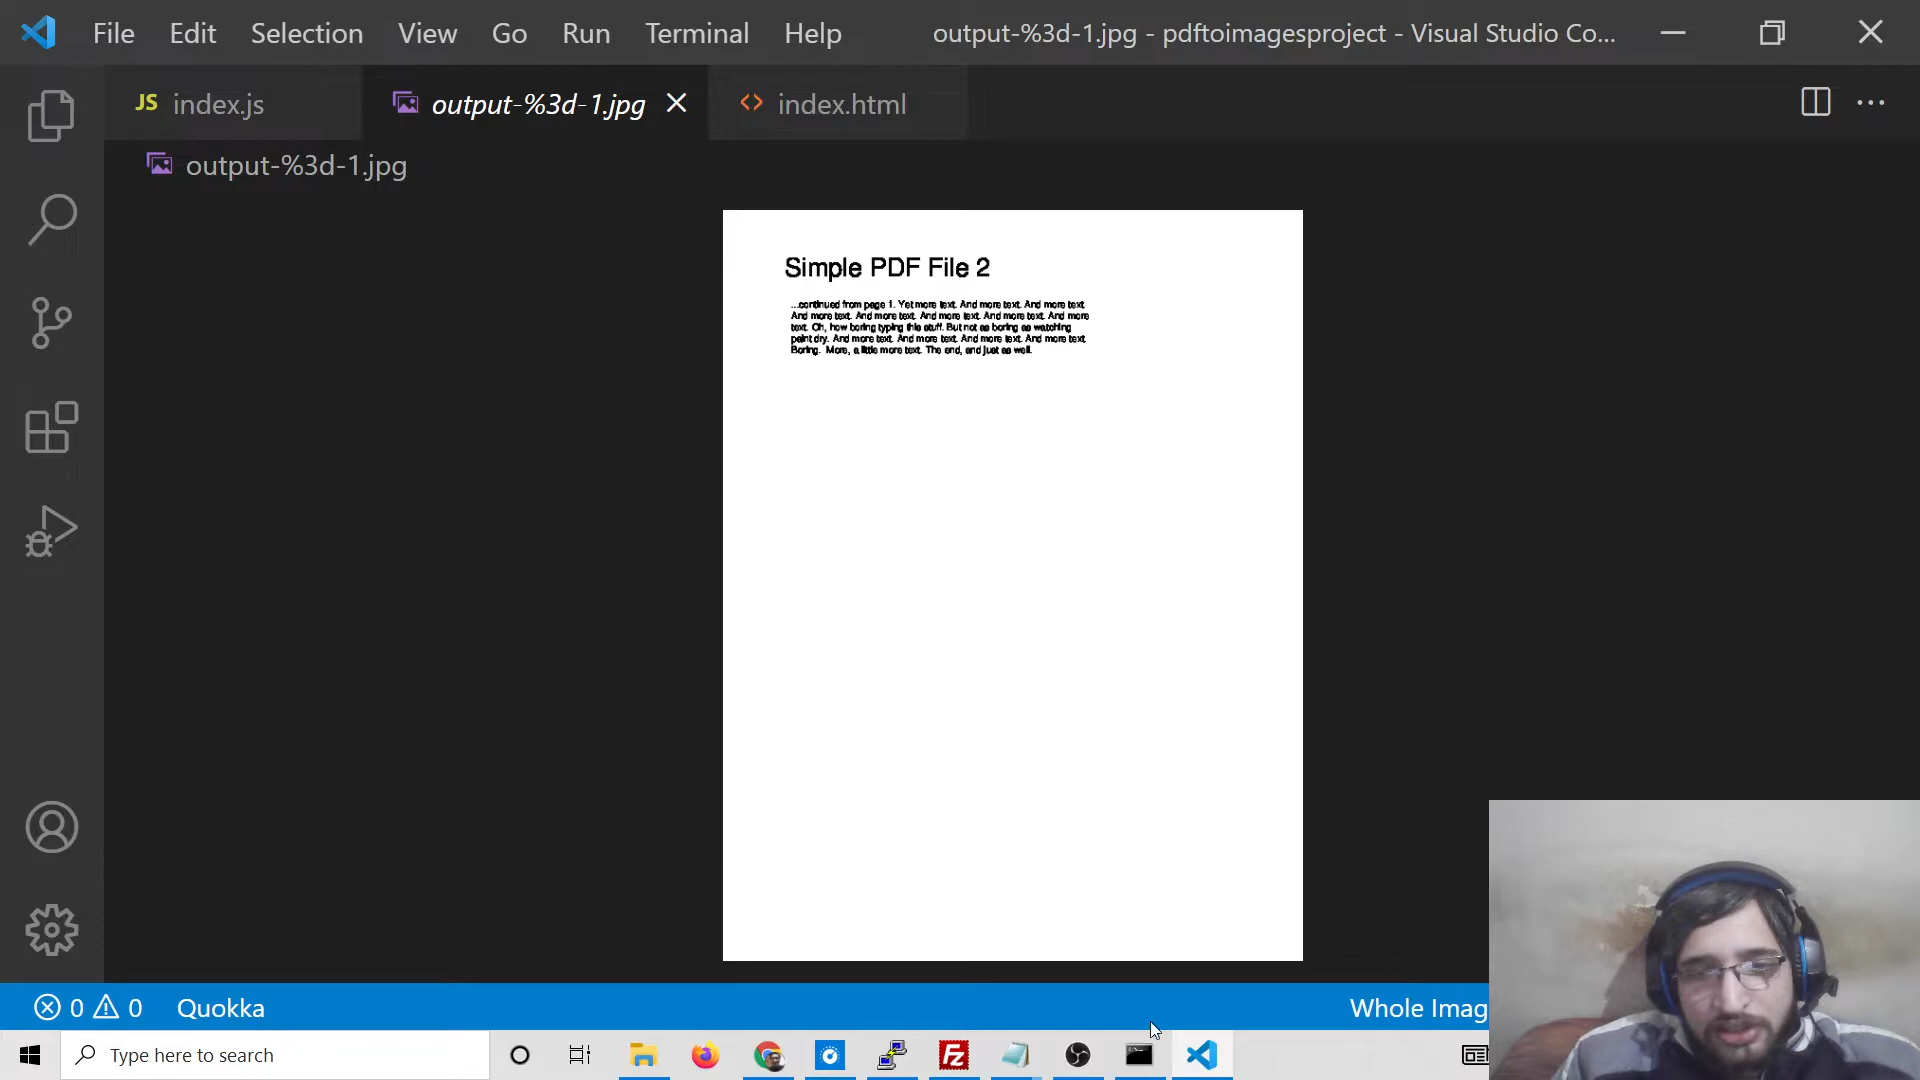 File Edit Selection View Go Run Terminal Help output-%3d-1.jpg - pdftoimagesproject - Visual Studio Co...
JS index.js output-%3d-1.jpg index.html
output-%3d-1.jpg
Simple PDF File 2
...continued from page 1. Yet more text. And more text. And more text.
And more text. And more text. And more text. And more text. And more
text. Oh, how boring typing this stuff. But not as boring as watching
paint dry. And more text. And more text. And more text. And more text.
Boring. More, a little more text. The end, and just as well.
0 0 Quokka Whole Imag
Type here to search
Fz